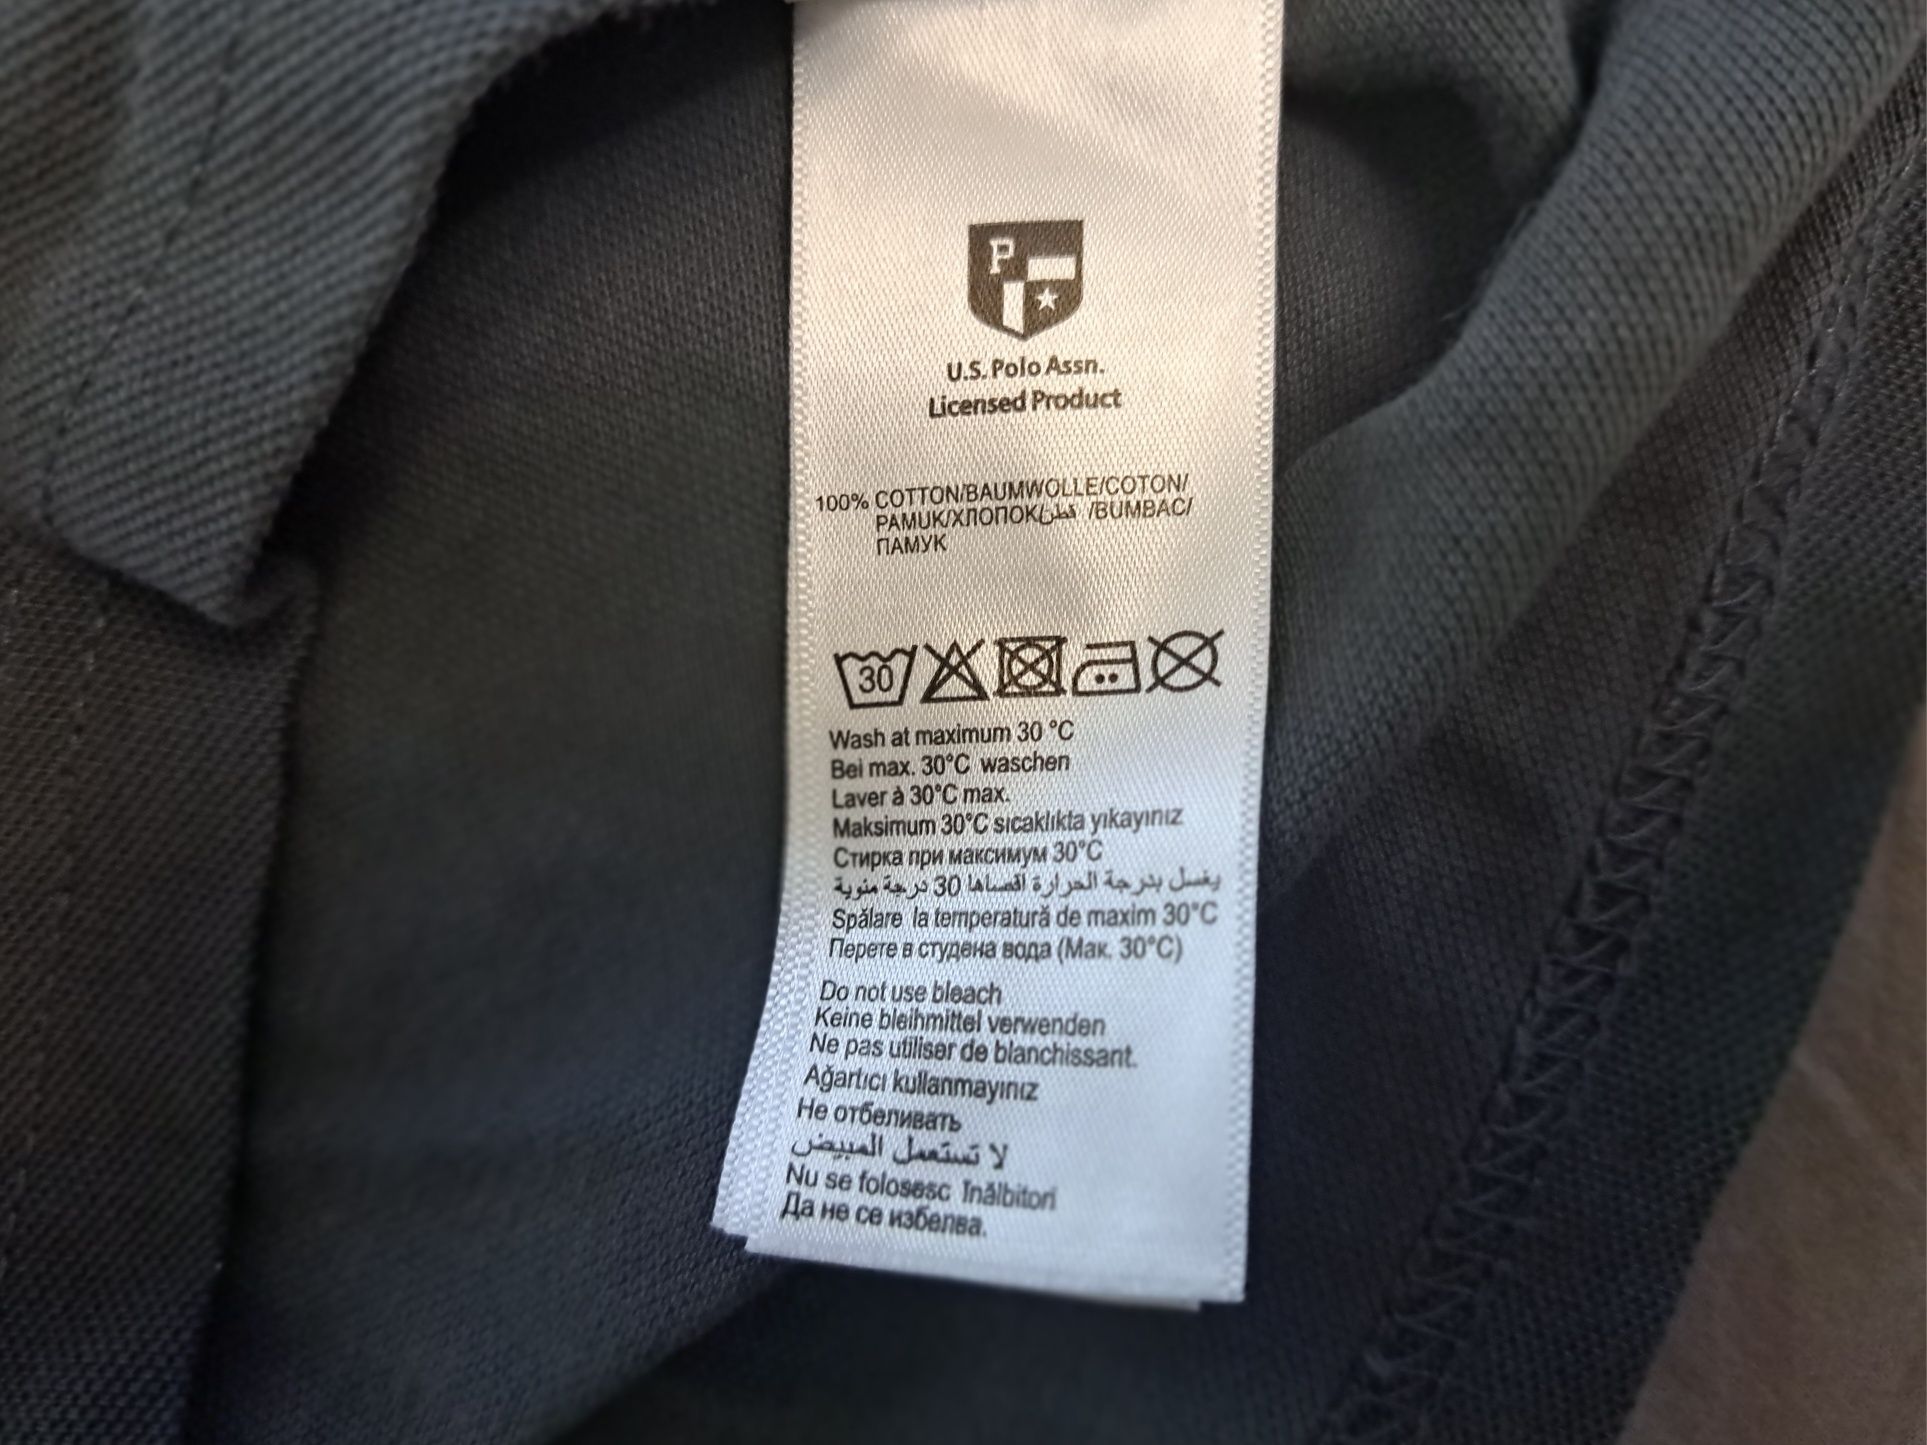 P
U.S. Polo Assn.
Licensed Product
100% COTTON/BAUMWOLLE/COTON/
PAMUK/ХЛОПОК/قطن /BUMBAC/
ПАМУК
30
Wash at maximum 30 °C
Bei max. 30°C waschen
Laver à 30°C max.
Maksimum 30°C sıcaklıkta yıkayınız
Стирка при максимум 30°C
يغسل بدرجة الحرارة اقصاها 30 درجة مئوية
Spălare la temperatură de maxim 30°C
Перете в студена вода (Мак. 30°C)
Do not use bleach
Keine bleihmittel verwenden
Ne pas utiliser de blanchissant.
Ağartıcı kullanmayınız
Не отбеливать
لا تستعمل المبيض
Nu se folosesc înălbitori
Да не се избелва.